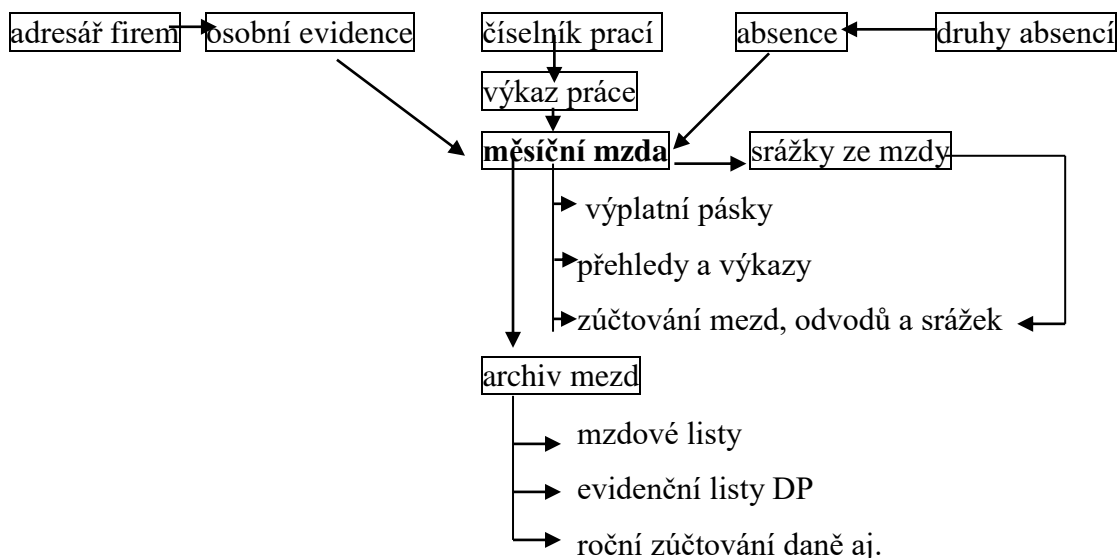 adresář firem osobní evidence číselník prací absence druhy absencí
výkaz práce
měsíční mzda srážky ze mzdy
výplatní pásky
přehledy a výkazy
zúčtování mezd, odvodů a srážek
archiv mezd
mzdové listy
evidenční listy DP
roční zúčtování daně aj.